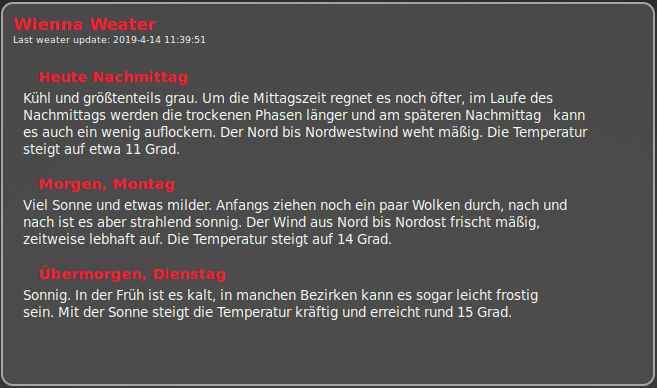 Wienna Weater
Last weater update: 2019-4-14 11:39:51
Heute Nachmittag
Kühl und größtenteils grau. Um die Mittagszeit regnet es noch öfter, im Laufe des
Nachmittags werden die trockenen Phasen länger und am späteren Nachmittag kann
es auch ein wenig auflockern. Der Nord bis Nordwestwind weht mäßig. Die Temperatur
steigt auf etwa 11 Grad.
Morgen, Montag
Viel Sonne und etwas milder. Anfangs ziehen noch ein paar Wolken durch, nach und
nach ist es aber strahlend sonnig. Der Wind aus Nord bis Nordost frischt mäßig,
zeitweise lebhaft auf. Die Temperatur steigt auf 14 Grad.
Übermorgen, Dienstag
Sonnig. In der Früh ist es kalt, in manchen Bezirken kann es sogar leicht frostig
sein. Mit der Sonne steigt die Temperatur kräftig und erreicht rund 15 Grad.